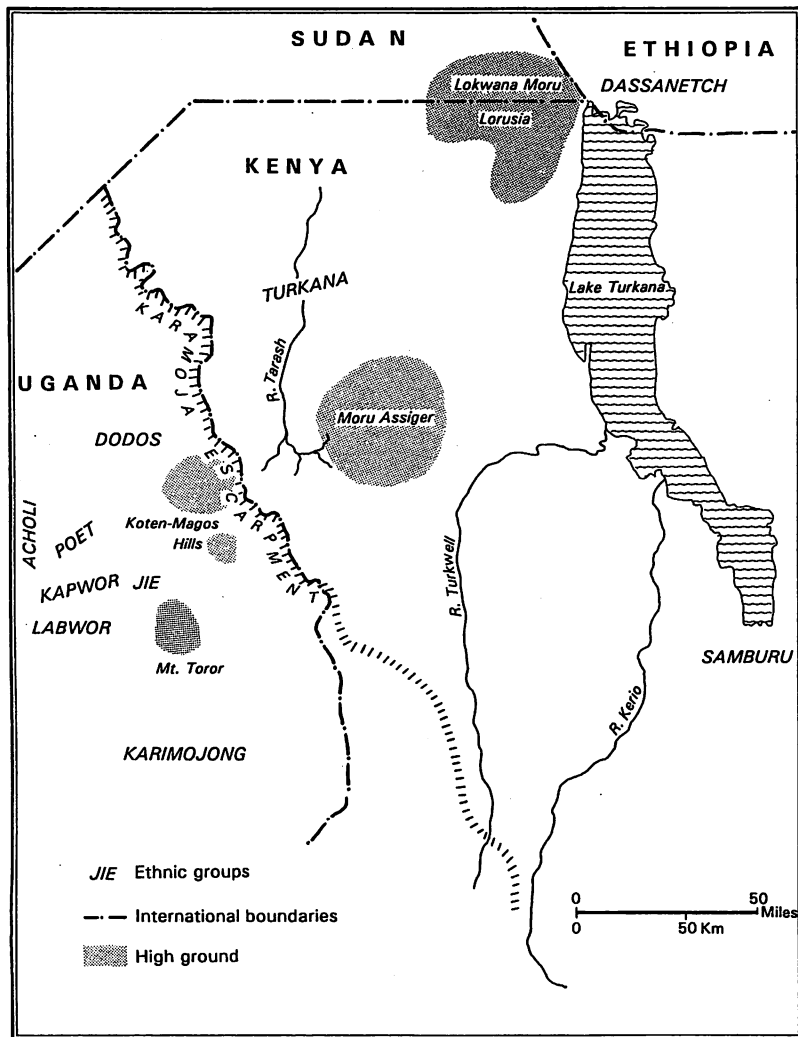 SUDAN
ETHIOPIA
Lokwana Moru
DASSANETCH
Lorusia
KENYA
TURKANA
Lake Turkana
KARAMOJA ESCARPMENT
R. Tarash
UGANDA
Moru Assiger
DODOS
ACHOLI
POET
Koten-Magos
Hills
R. Turkwell
KAPWOR JIE
LABWOR
Mt. Toror
SAMBURU
R. Kerio
KARIMOJONG
JIE Ethnic groups
International boundaries
High ground
0 50
Miles
0 50 Km